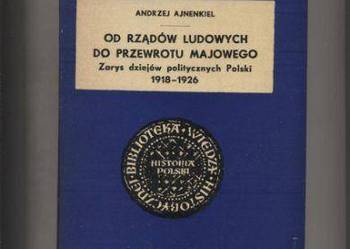 ANDRZEJ AJNENKIEL
OD RZĄDÓW LUDOWYCH
DO PRZEWROTU MAJOWEGO
Zarys dziejów politycznych Polski
1918-1926
BIBLIOTEKA WIEDZY HISTORYCZNEJ
HISTORIA
POLSKI